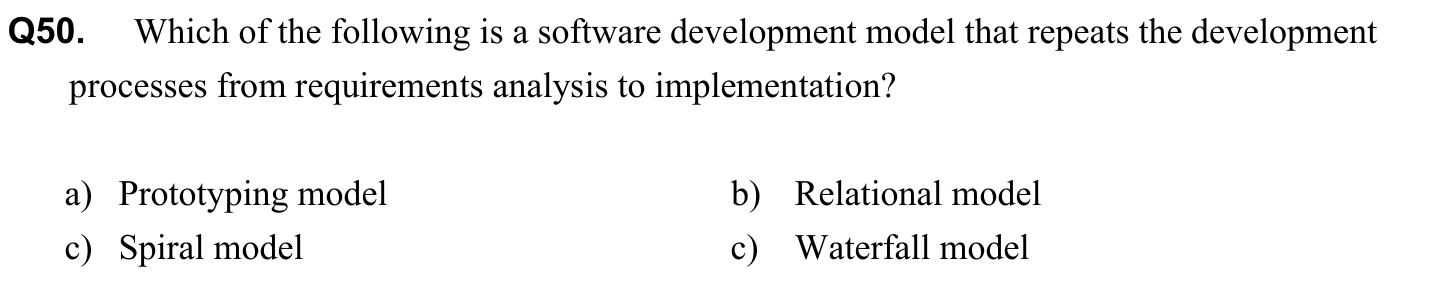 Q50. Which of the following is a software development model that repeats the development
processes from requirements analysis to implementation?
a) Prototyping model b) Relational model
c) Spiral model c) Waterfall model